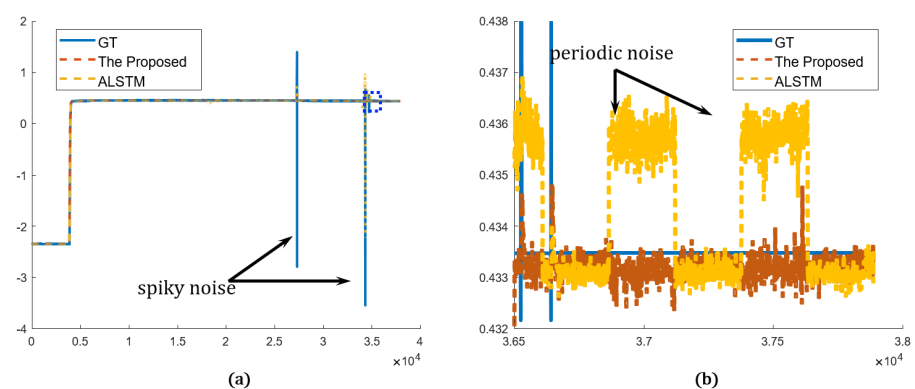 2
1
0
-1
-2
-3
-4
0
0.5
1
1.5
2
2.5
3
3.5
4
×10⁴
GT
The Proposed
ALSTM
spiky noise
(a)
0.438
0.437
0.436
0.435
0.434
0.433
0.432
3.65
3.7
3.75
3.8
×10⁴
periodic noise
GT
The Proposed
ALSTM
(b)